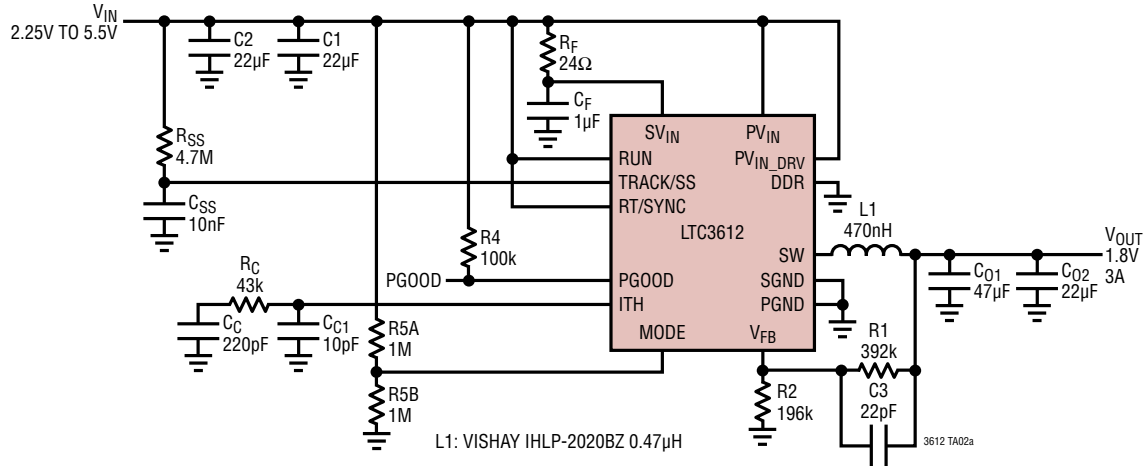 VIN
2.25V TO 5.5V
C2
22µF
C1
22µF
RF
24Ω
CF
1µF
RSS
4.7M
CSS
10nF
SVIN
PVIN
RUN
TRACK/SS
RT/SYNC
PVIN_DRV
DDR
LTC3612
L1
470nH
SW
VOUT
1.8V
3A
R4
100k
PGOOD
PGOOD
SGND
PGND
CO1
47µF
CO2
22µF
RC
43k
ITH
CC
220pF
CC1
10pF
R5A
1M
MODE
VFB
R1
392k
C3
22pF
R5B
1M
R2
196k
L1: VISHAY IHLP-2020BZ 0.47µH
3612 TA02a